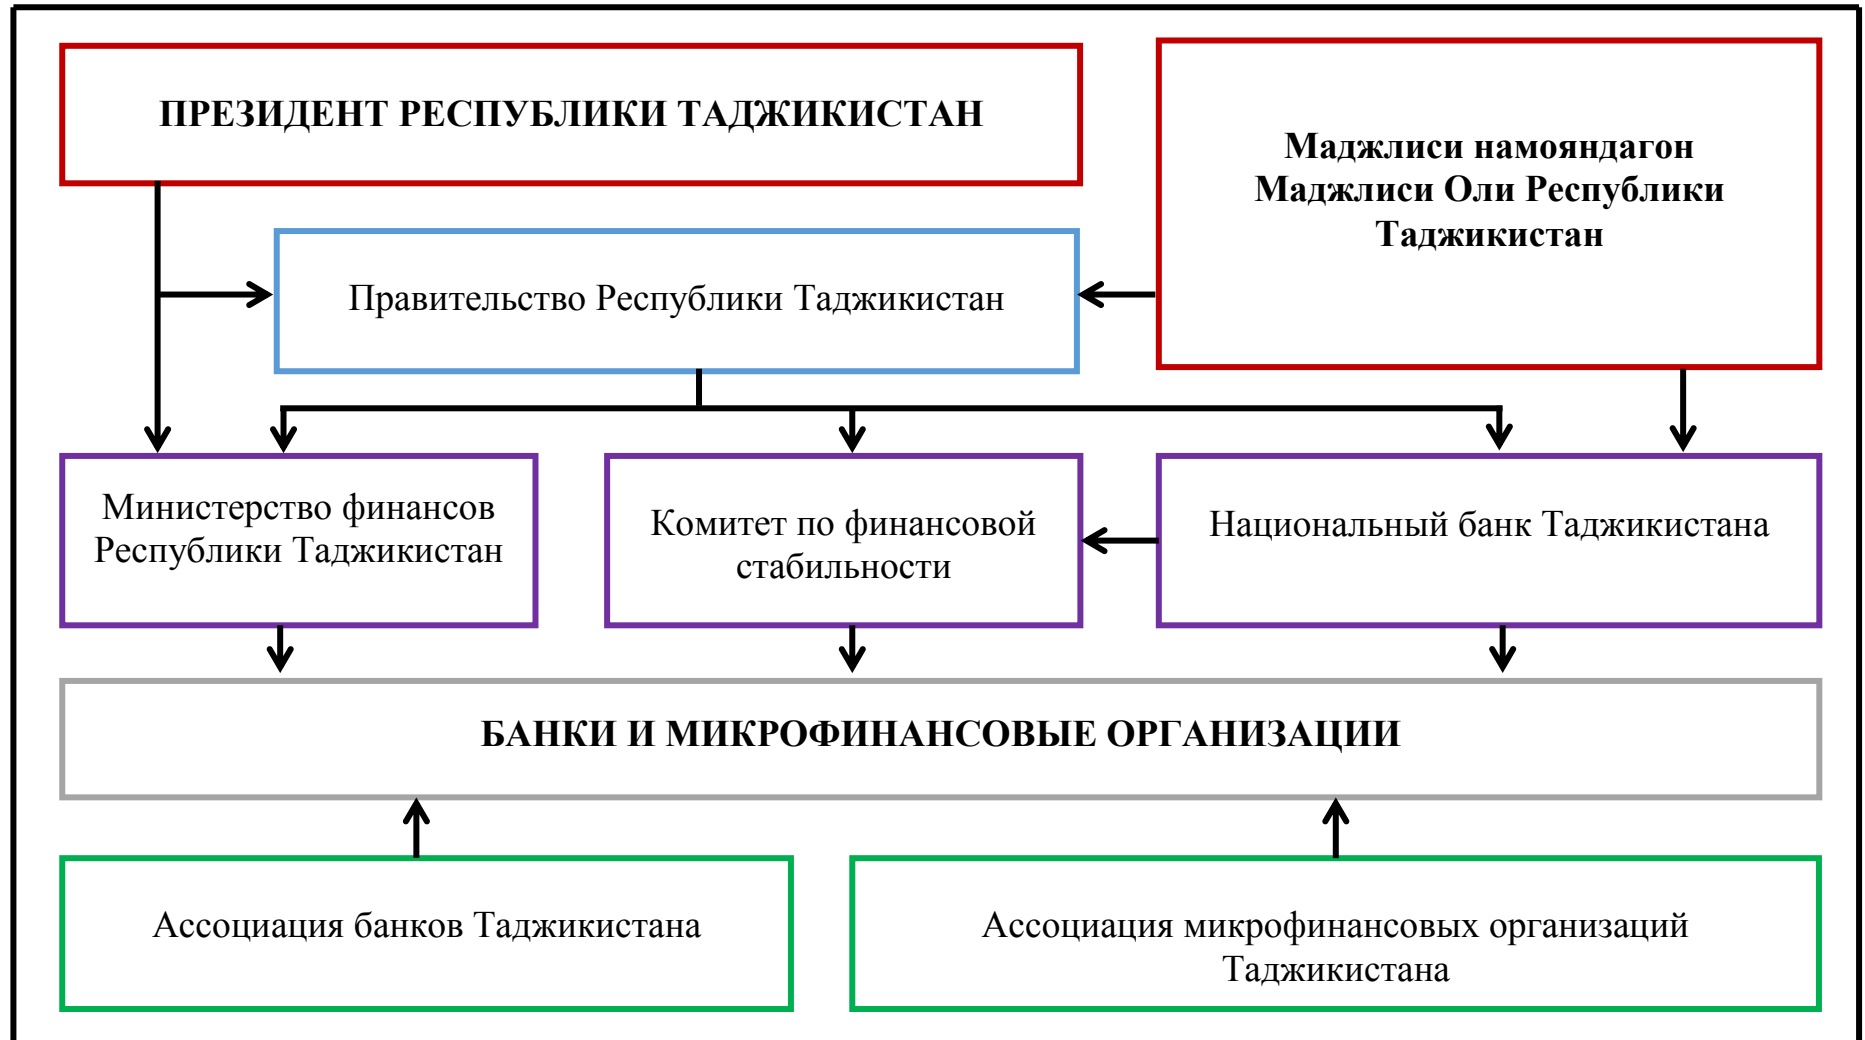 ПРЕЗИДЕНТ РЕСПУБЛИКИ ТАДЖИКИСТАН
Маджлиси намояндагон
Маджлиси Оли Республики
Таджикистан
Правительство Республики Таджикистан
Министерство финансов
Республики Таджикистан
Комитет по финансовой
стабильности
Национальный банк Таджикистана
БАНКИ И МИКРОФИНАНСОВЫЕ ОРГАНИЗАЦИИ
Ассоциация банков Таджикистана
Ассоциация микрофинансовых организаций
Таджикистана